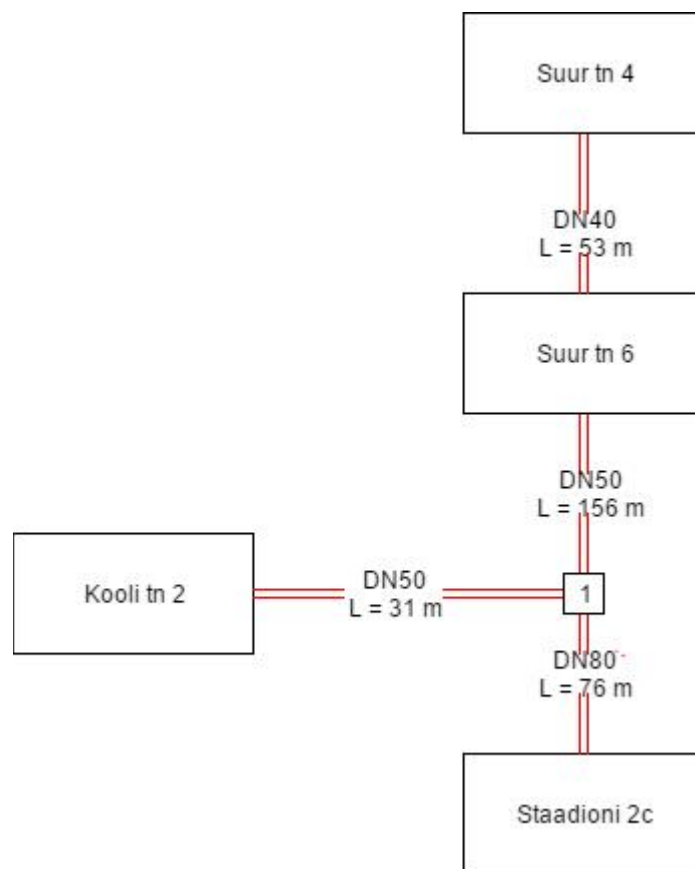 Suur tn 4
DN40
L = 53 m
Suur tn 6
DN50
L = 156 m
Kooli tn 2
DN50
L = 31 m
1
DN80
L = 76 m
Staadioni 2c